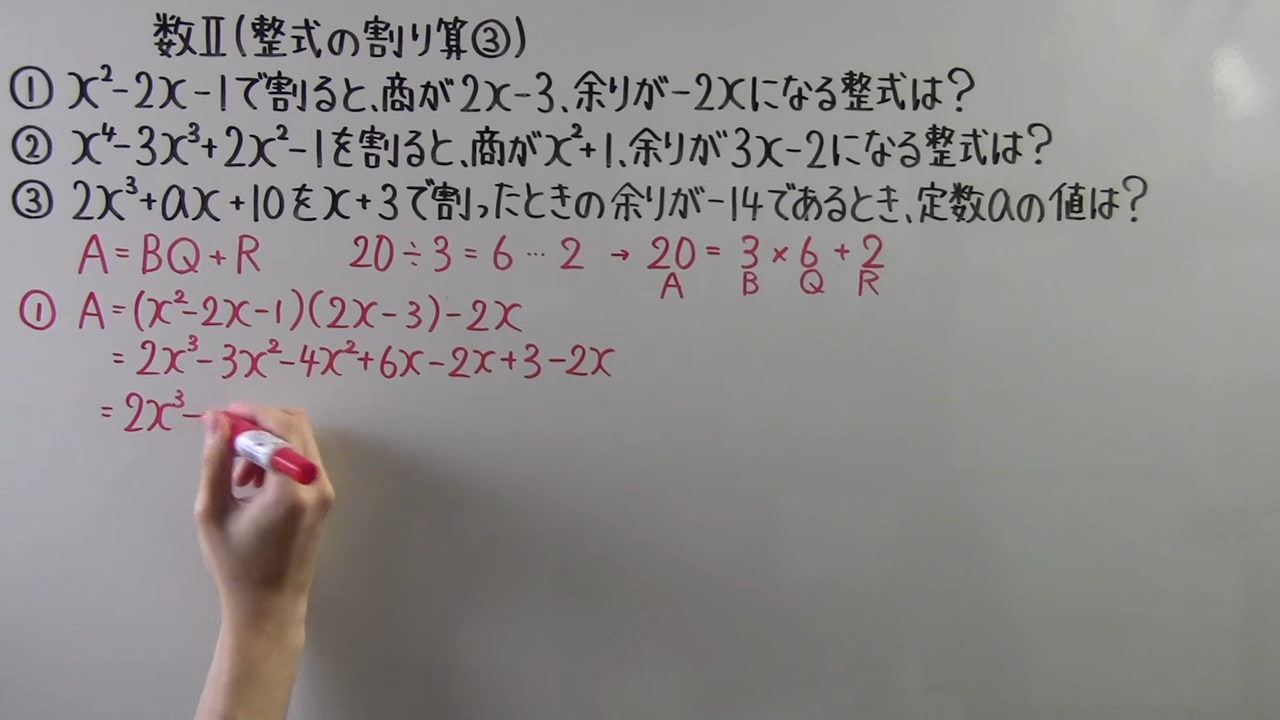 数Ⅱ(整式の割り算③)
① x²-2x-1で割ると、商が2x-3、余りが-2xになる整式は?
② x⁴-3x³+2x²-1を割ると、商がx²+1、余りが3x-2になる整式は?
③ 2x³+ax+10をx+3で割ったときの余りが-14であるとき、定数aの値は?
A=BQ+R 20÷3=6…2 → 20=3×6+2
A B Q R
① A=(x²-2x-1)(2x-3)-2x
=2x³-3x²-4x²+6x-2x+3-2x
=2x³-